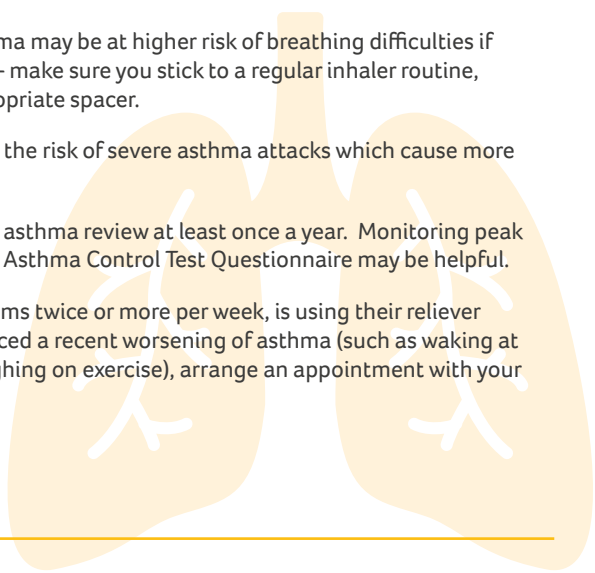 ma may be at higher risk of breathing difficulties if
- make sure you stick to a regular inhaler routine,
opriate spacer.
the risk of severe asthma attacks which cause more
asthma review at least once a year. Monitoring peak
Asthma Control Test Questionnaire may be helpful.
ms twice or more per week, is using their reliever
ced a recent worsening of asthma (such as waking at
ghing on exercise), arrange an appointment with your